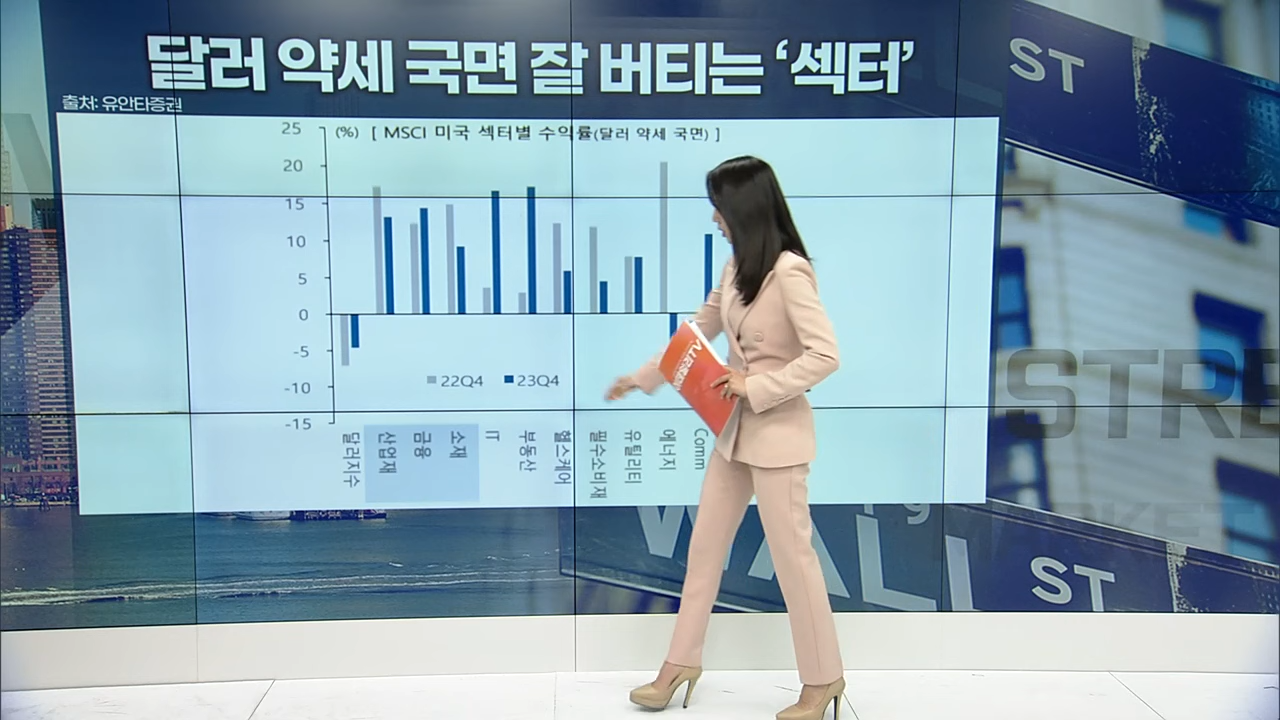 달러 약세 국면 잘 버티는 ‘섹터’
출처: 유안타증권
(%) [ MSCI 미국 섹터별 수익률(달러 약세 국면) ]
25
20
15
10
5
0
-5
-10
-15
22Q4 23Q4
달러지수
산업재
금융
소재
IT
부동산
헬스케어
필수소비재
유틸리티
에너지
Comm
ST
STRE
WALL
ST